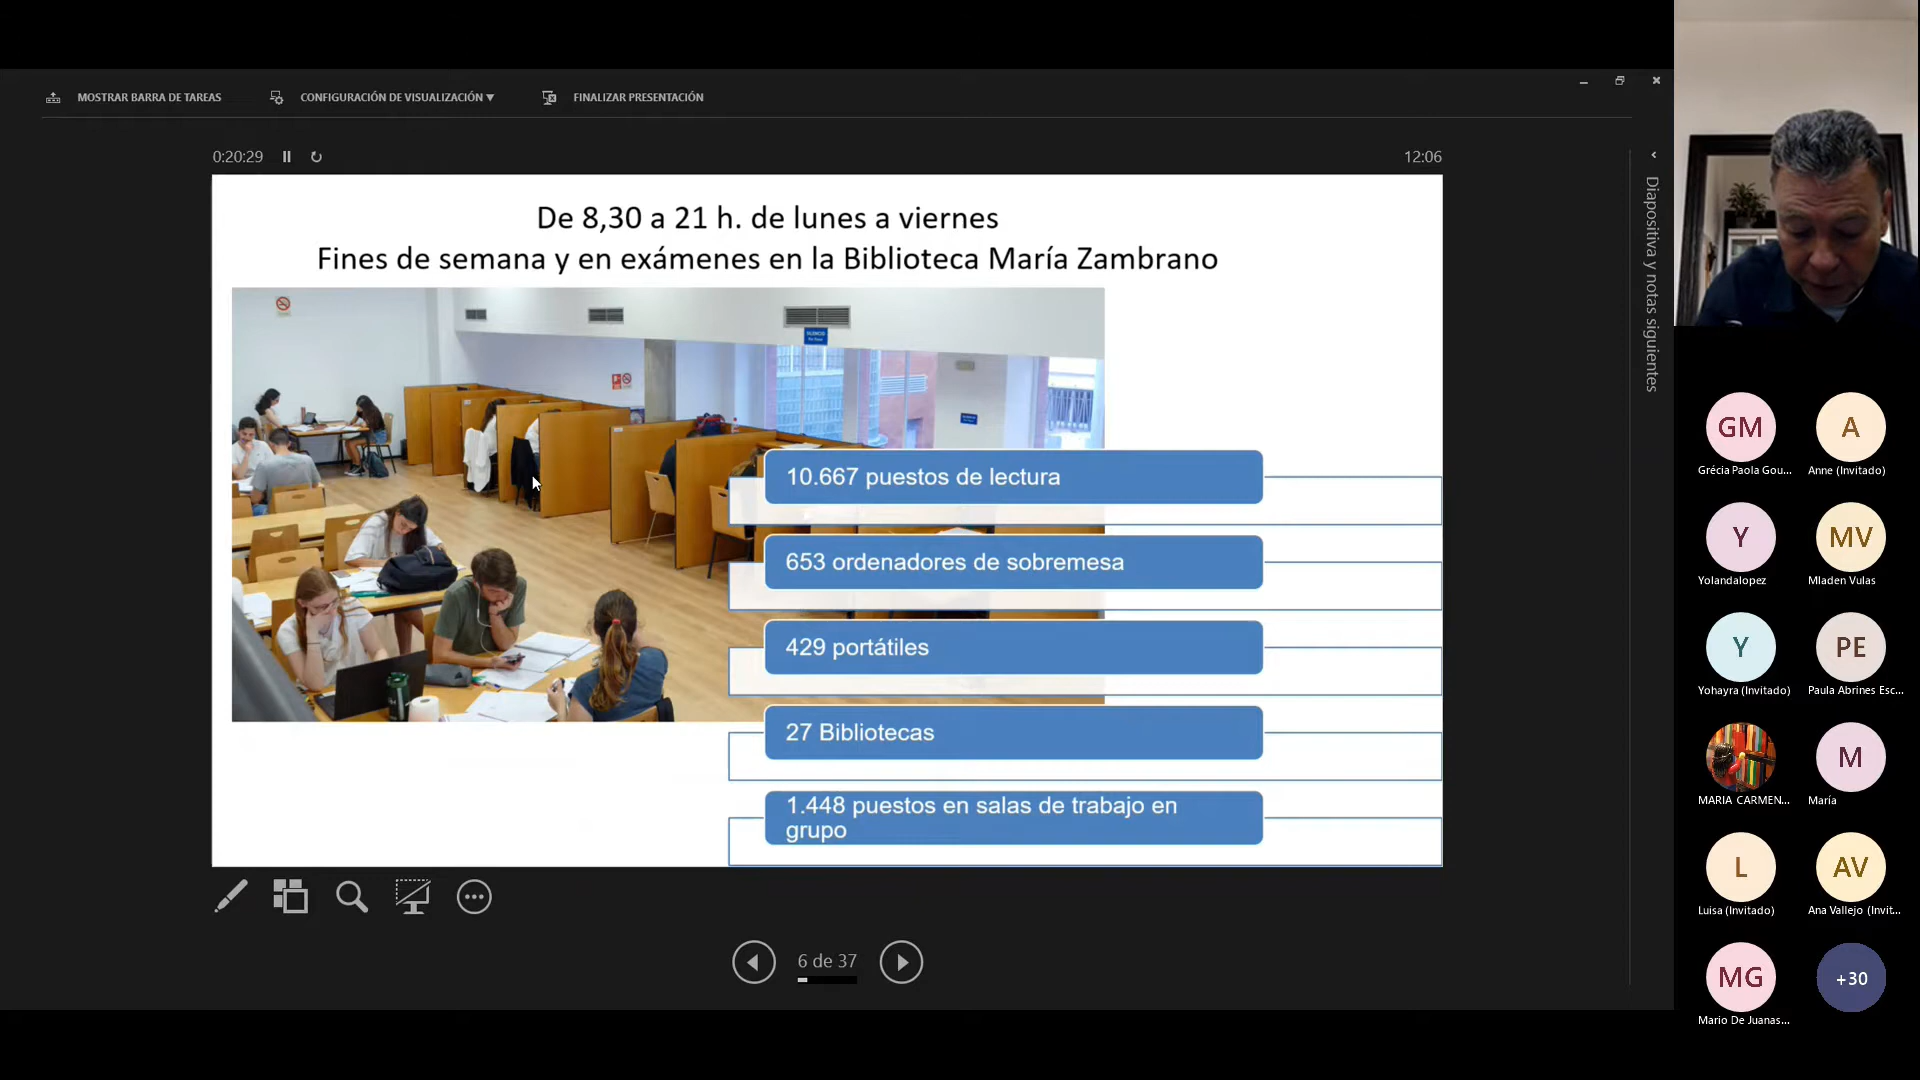 MOSTRAR BARRA DE TAREAS
CONFIGURACIÓN DE VISUALIZACIÓN ▼
FINALIZAR PRESENTACIÓN
0:20:29
12:06
De 8,30 a 21 h. de lunes a viernes
Fines de semana y en exámenes en la Biblioteca María Zambrano
10.667 puestos de lectura
653 ordenadores de sobremesa
429 portátiles
27 Bibliotecas
1.448 puestos en salas de trabajo en
grupo
6 de 37
Diapositiva y notas siguientes
GM
Grécia Paola Gou...
A
Anne (Invitado)
Y
Yolandalopez
MV
Mladen Vulas
Y
Yohayra (Invitado)
PE
Paula Abrines Esc...
MARIA CARMEN...
M
María
L
Luisa (Invitado)
AV
Ana Vallejo (Invit...
MG
Mario De Juanas...
+30